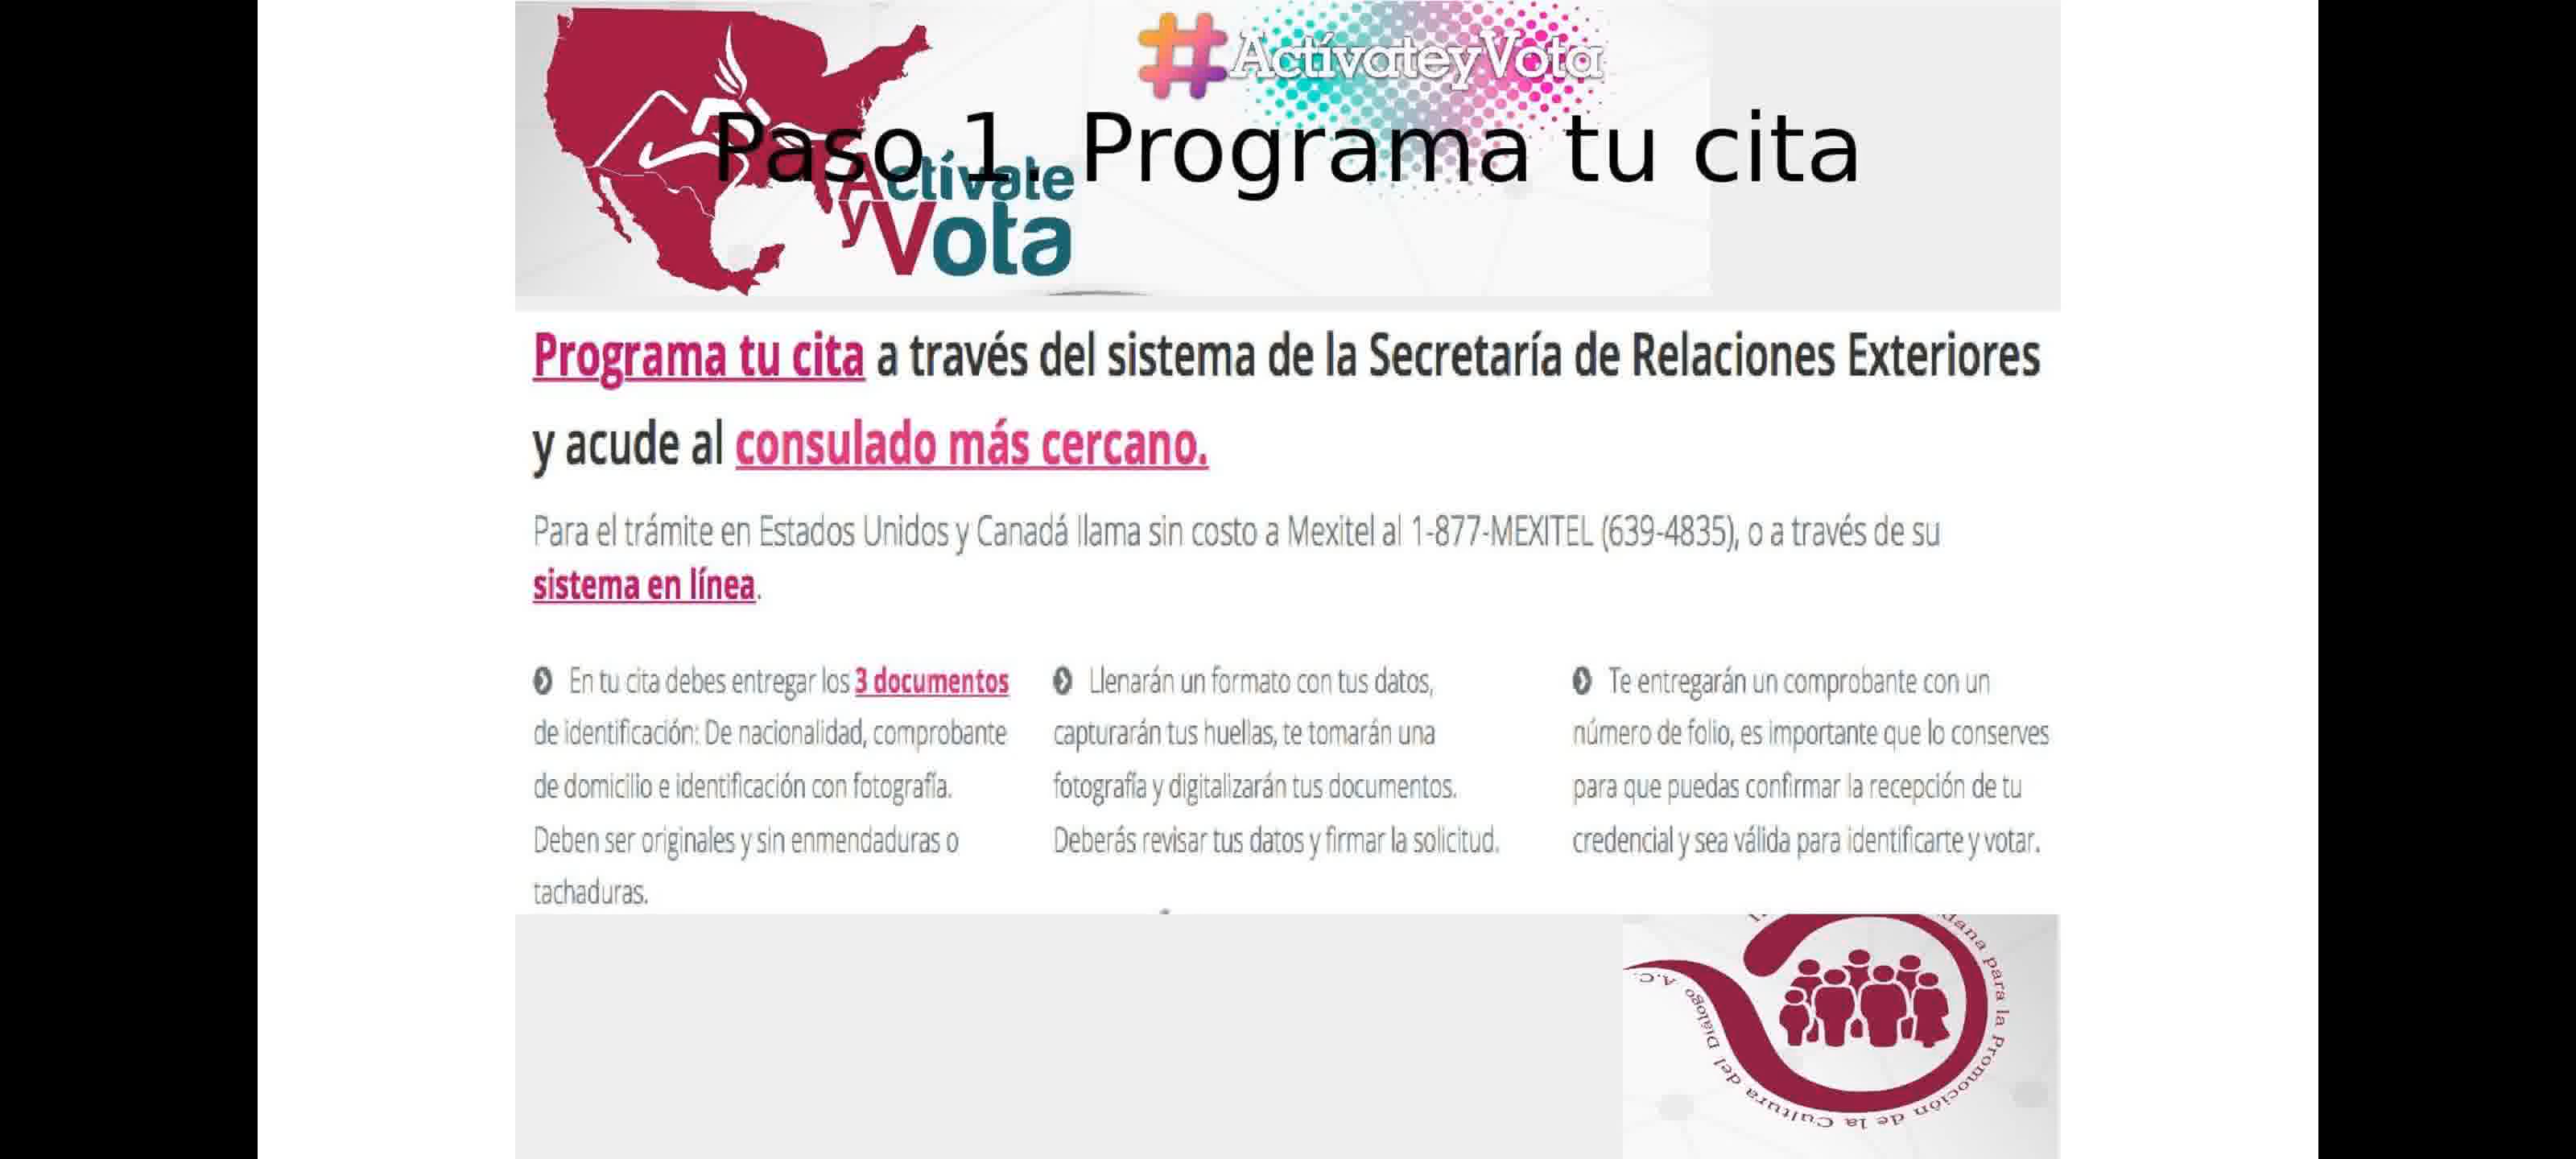 #ActívateyVota
Paso 1. Programa tu cita
Actívate
y Vota
Programa tu cita a través del sistema de la Secretaría de Relaciones Exteriores
y acude al consulado más cercano.
Para el trámite en Estados Unidos y Canadá llama sin costo a Mexitel al 1-877-MEXITEL (639-4835), o a través de su
sistema en línea.
En tu cita debes entregar los 3 documentos
de identificación: De nacionalidad, comprobante
de domicilio e identificación con fotografía.
Deben ser originales y sin enmendaduras o
tachaduras.
Llenarán un formato con tus datos,
capturarán tus huellas, te tomarán una
fotografía y digitalizarán tus documentos.
Deberás revisar tus datos y firmar la solicitud.
Te entregarán un comprobante con un
número de folio, es importante que lo conserves
para que puedas confirmar la recepción de tu
credencial y sea válida para identificarte y votar.
para la Promoción de la Cultura del Diálogo A.C.